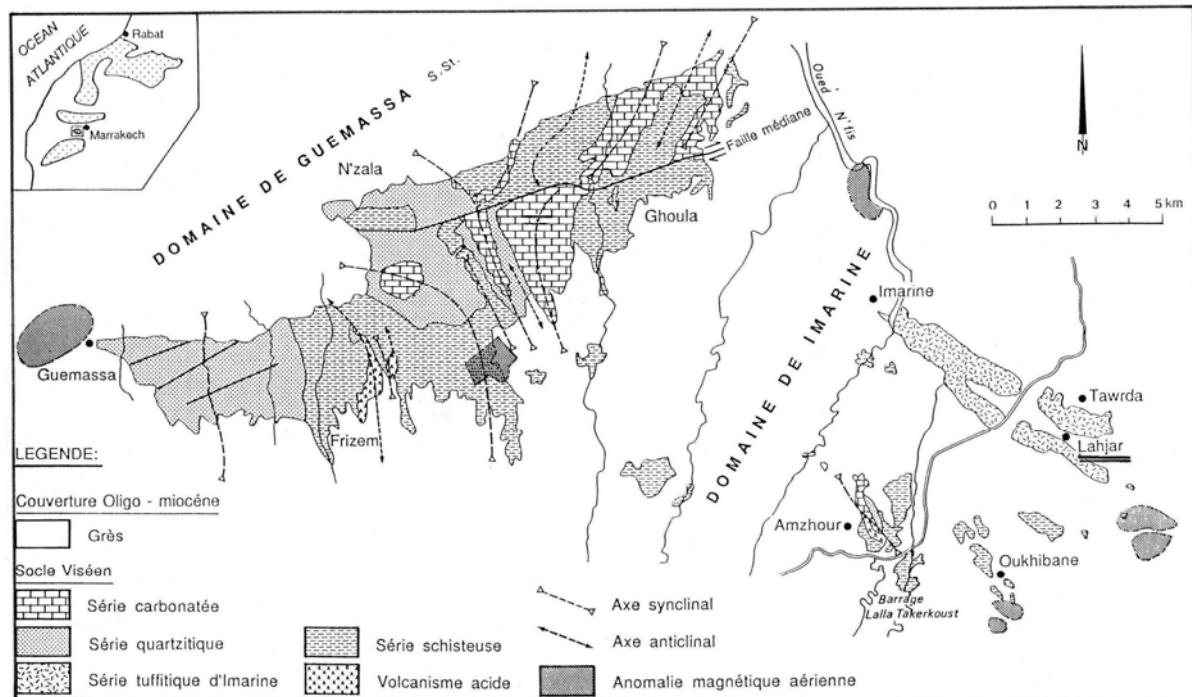 OCEAN
ATLANTIQUE
Rabat
Marrakech
DOMAINE DE GUEMASSA
S.St.
N'zala
Faille médiane
Ghoula
Oued N'fis
N
0 1 2 3 4 5 km
DOMAINE DE IMARINE
Imarine
Guemassa
Frizem
Tawrda
Lahjar
Amzhour
Oukhibane
Barrage
Lalla Takerkoust
LEGENDE:
Couverture Oligo - miocéne
Grès
Socle Viséen
Série carbonatée
Série quartzitique
Série tuffitique d'Imarine
Série schisteuse
Volcanisme acide
Axe synclinal
Axe anticlinal
Anomalie magnétique aérienne